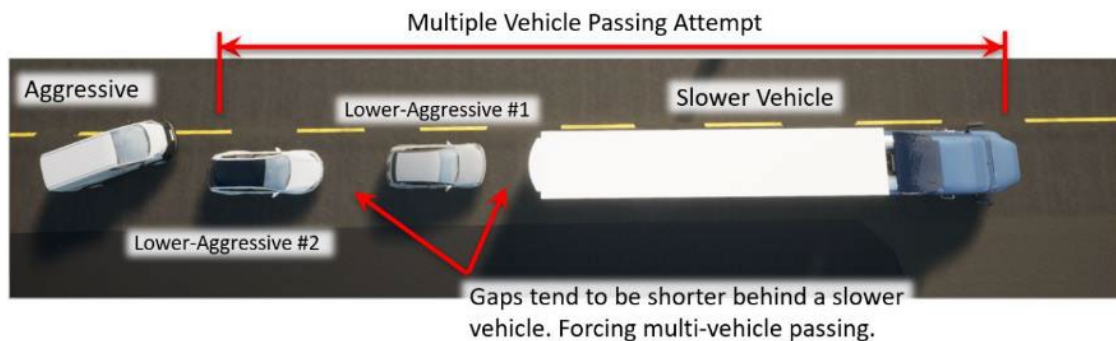 Multiple Vehicle Passing Attempt
Aggressive
Lower-Aggressive #1
Slower Vehicle
Lower-Aggressive #2
Gaps tend to be shorter behind a slower
vehicle. Forcing multi-vehicle passing.